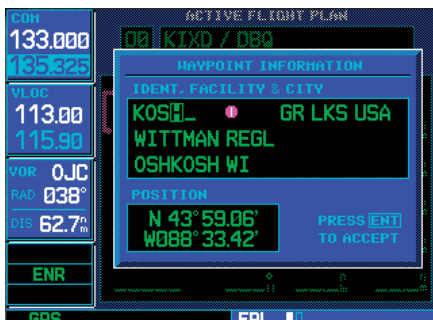 COM
133.000
135.325
VLOC
113.00
115.90
VOR OJC
RAD 038°
DIS 62.7nm
ENR
GPS
ACTIVE FLIGHT PLAN
00 KIXD / DBQ
WAYPOINT INFORMATION
IDENT, FACILITY & CITY
KOSH_ GR LKS USA
WITTMAN REGL
OSHKOSH WI
POSITION
N 43°59.06'
W088°33.42'
PRESS ENT
TO ACCEPT
FPL